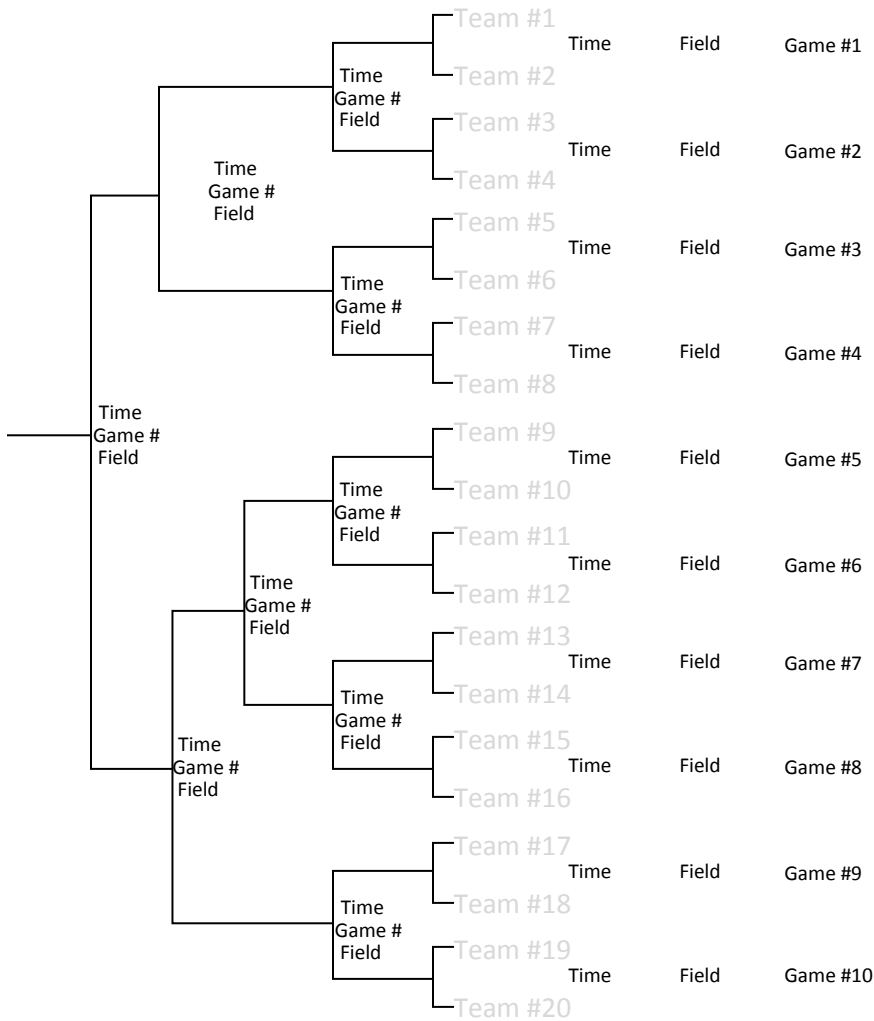 Team #1
Time Field Game #1
Team #2
Time
Game #
Field
Team #3
Time Field Game #2
Team #4
Time
Game #
Field
Team #5
Time Field Game #3
Team #6
Time
Game #
Field
Team #7
Time Field Game #4
Team #8
Time
Game #
Field
Team #9
Time Field Game #5
Team #10
Time
Game #
Field
Team #11
Time Field Game #6
Team #12
Time
Game #
Field
Team #13
Time Field Game #7
Team #14
Time
Game #
Field
Team #15
Time Field Game #8
Team #16
Time
Game #
Field
Team #17
Time Field Game #9
Team #18
Time
Game #
Field
Team #19
Time Field Game #10
Team #20